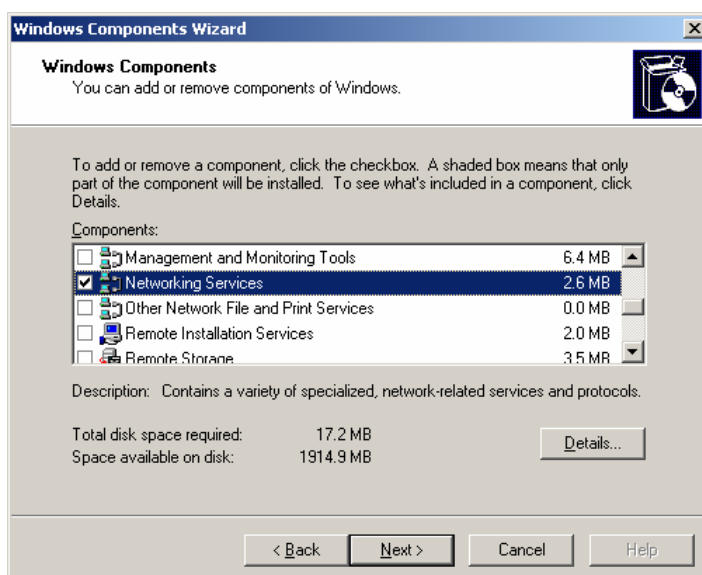 Windows Components Wizard
Windows Components
You can add or remove components of Windows.
To add or remove a component, click the checkbox. A shaded box means that only
part of the component will be installed. To see what's included in a component, click
Details.
Components:
Management and Monitoring Tools 6.4 MB
Networking Services 2.6 MB
Other Network File and Print Services 0.0 MB
Remote Installation Services 2.0 MB
Remote Storage 3.5 MB
Description: Contains a variety of specialized, network-related services and protocols.
Total disk space required: 17.2 MB
Space available on disk: 1914.9 MB
Details...
< Back Next > Cancel Help